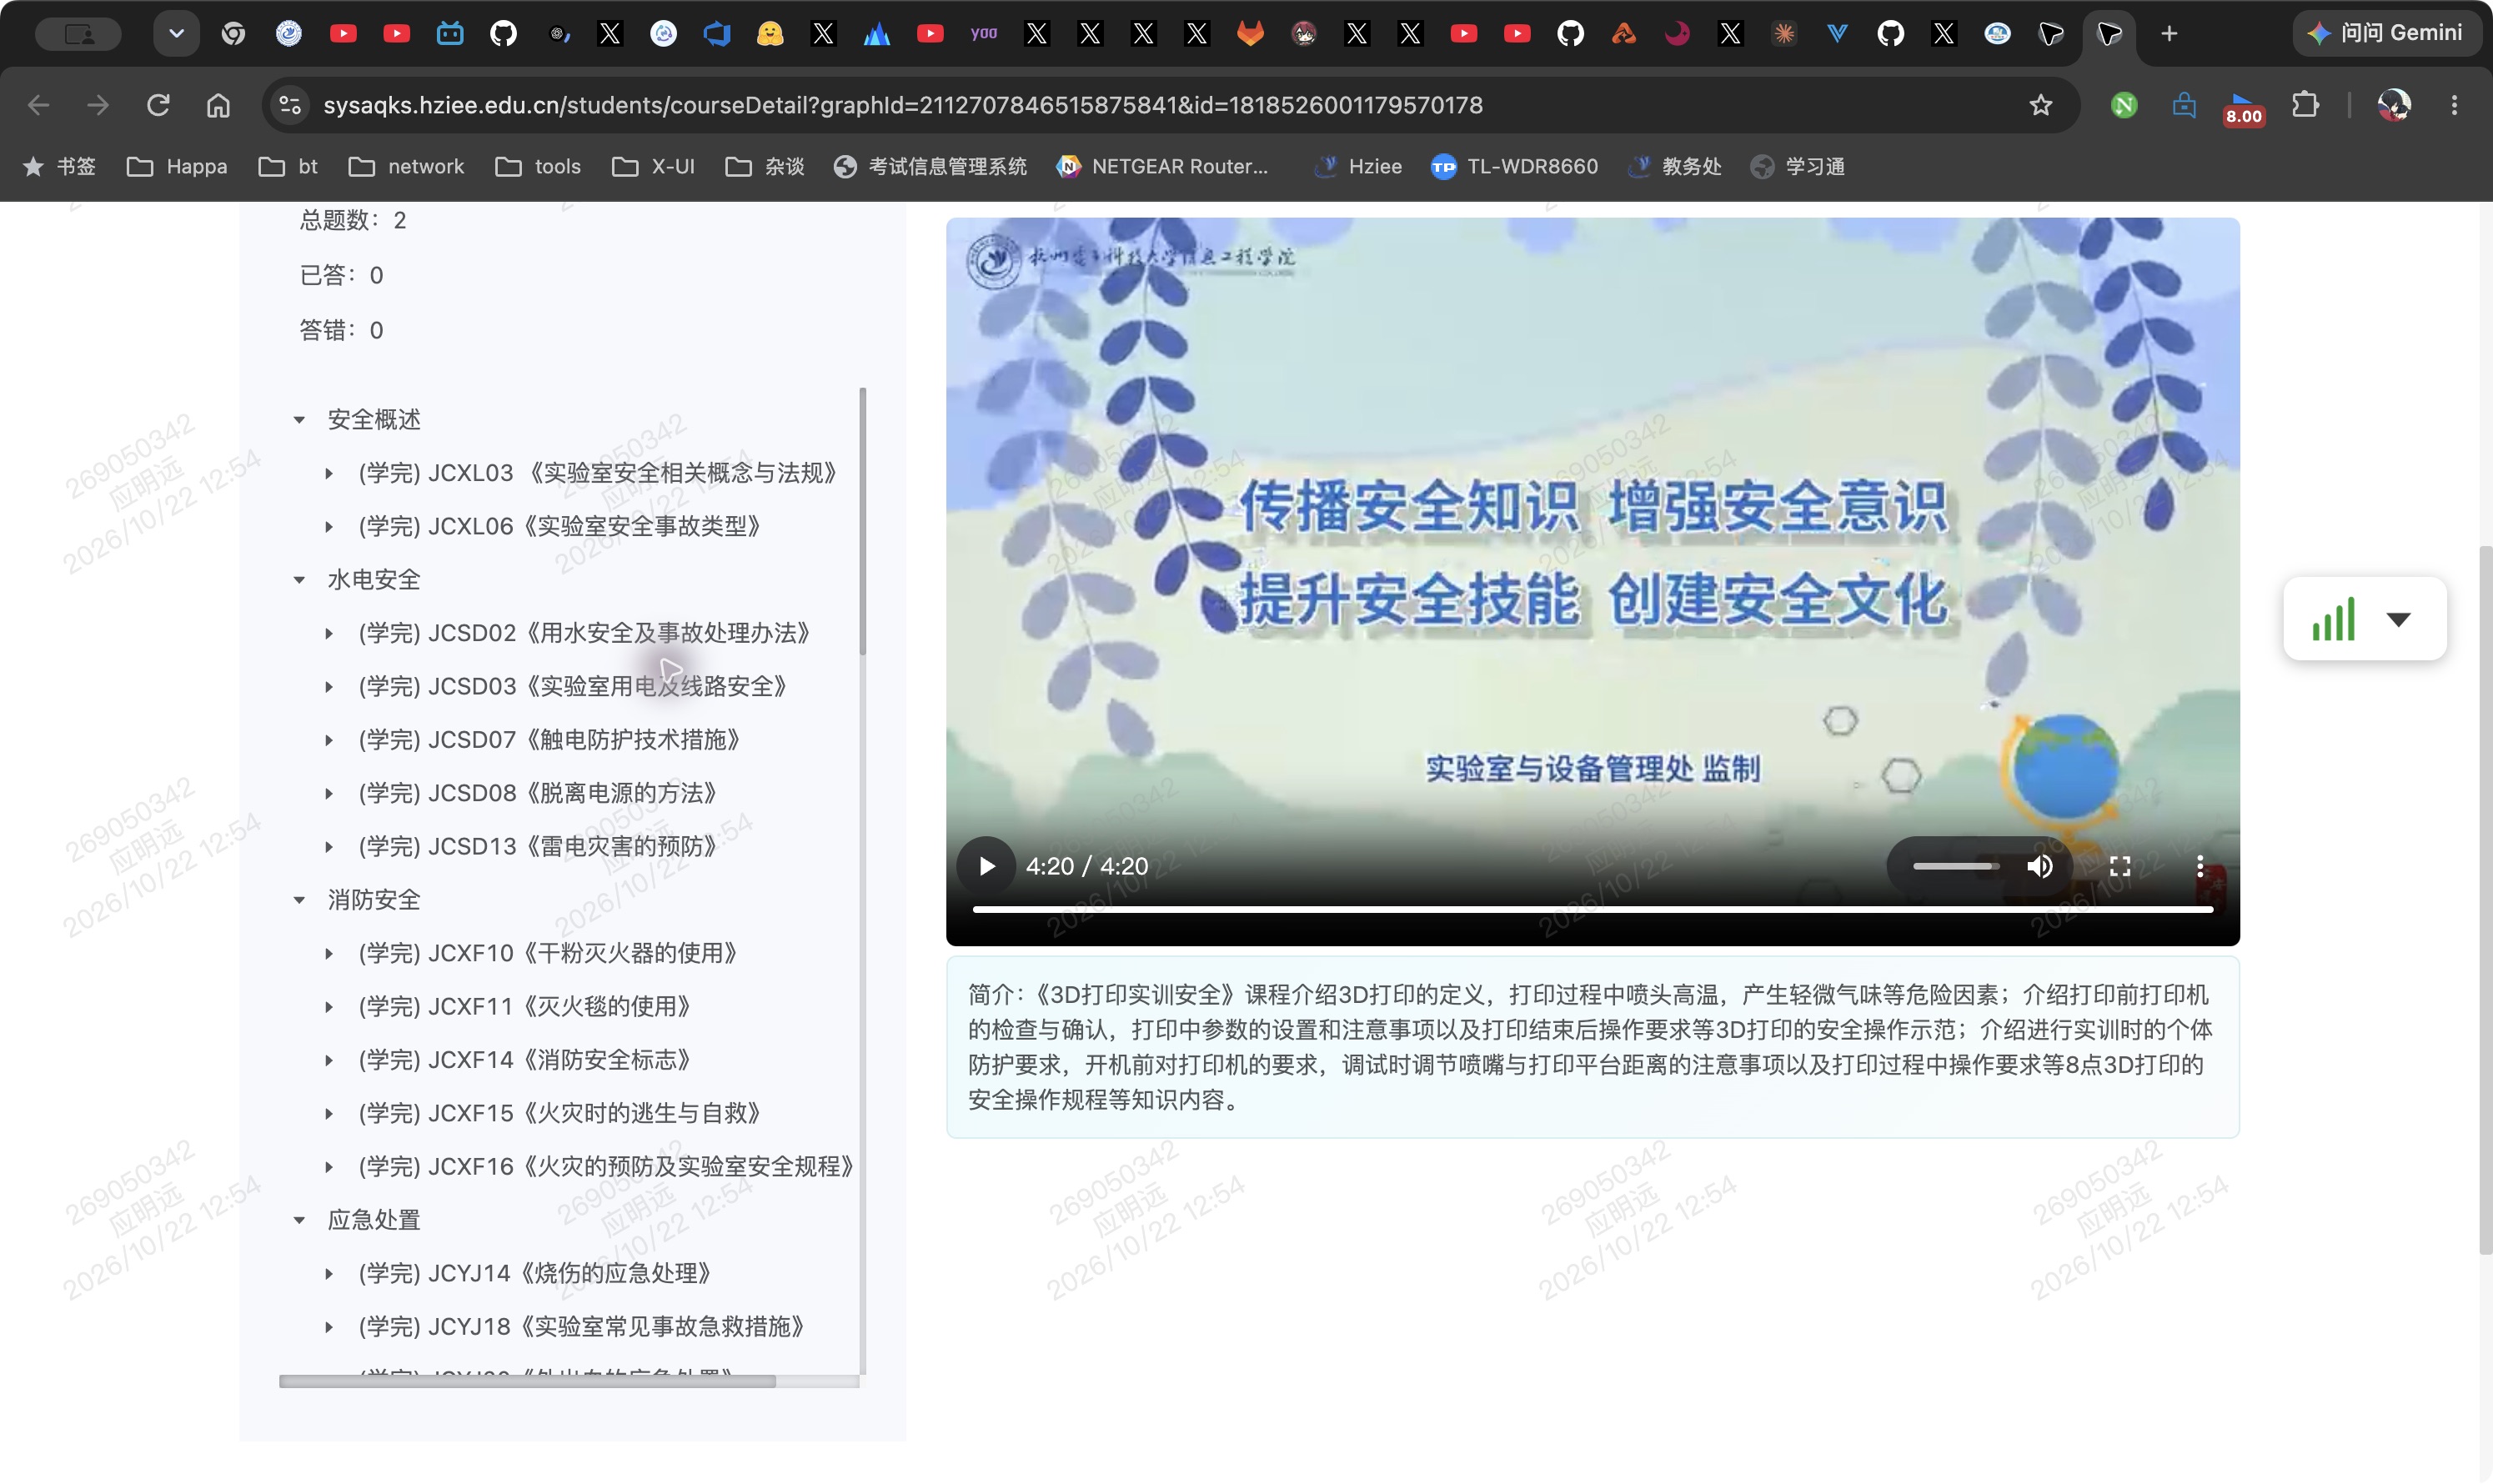 yoo
问问 Gemini
sysaqks.hziee.edu.cn/students/courseDetail?graphId=2112707846515875841&id=1818526001179570178
8.00
书签
Happa
bt
network
tools
X-UI
杂谈
考试信息管理系统
NETGEAR Router...
Hziee
TP
TL-WDR8660
教务处
学习通
总题数：2
已答：0
答错：0
安全概述
(学完) JCXL03 《实验室安全相关概念与法规》
(学完) JCXL06《实验室安全事故类型》
水电安全
(学完) JCSD02《用水安全及事故处理办法》
(学完) JCSD03《实验室用电及线路安全》
(学完) JCSD07《触电防护技术措施》
(学完) JCSD08《脱离电源的方法》
(学完) JCSD13《雷电灾害的预防》
消防安全
(学完) JCXF10《干粉灭火器的使用》
(学完) JCXF11《灭火毯的使用》
(学完) JCXF14《消防安全标志》
(学完) JCXF15《火灾时的逃生与自救》
(学完) JCXF16《火灾的预防及实验室安全规程》
应急处置
(学完) JCYJ14《烧伤的应急处理》
(学完) JCYJ18《实验室常见事故急救措施》
杭州电子科技大学信息工程学院
传播安全知识 增强安全意识
提升安全技能 创建安全文化
实验室与设备管理处 监制
4:20 / 4:20
简介：《3D打印实训安全》课程介绍3D打印的定义，打印过程中喷头高温，产生轻微气味等危险因素；介绍打印前打印机
的检查与确认，打印中参数的设置和注意事项以及打印结束后操作要求等3D打印的安全操作示范；介绍进行实训时的个体
防护要求，开机前对打印机的要求，调试时调节喷嘴与打印平台距离的注意事项以及打印过程中操作要求等8点3D打印的
安全操作规程等知识内容。
269050342
应明远
2026/10/22 12:54